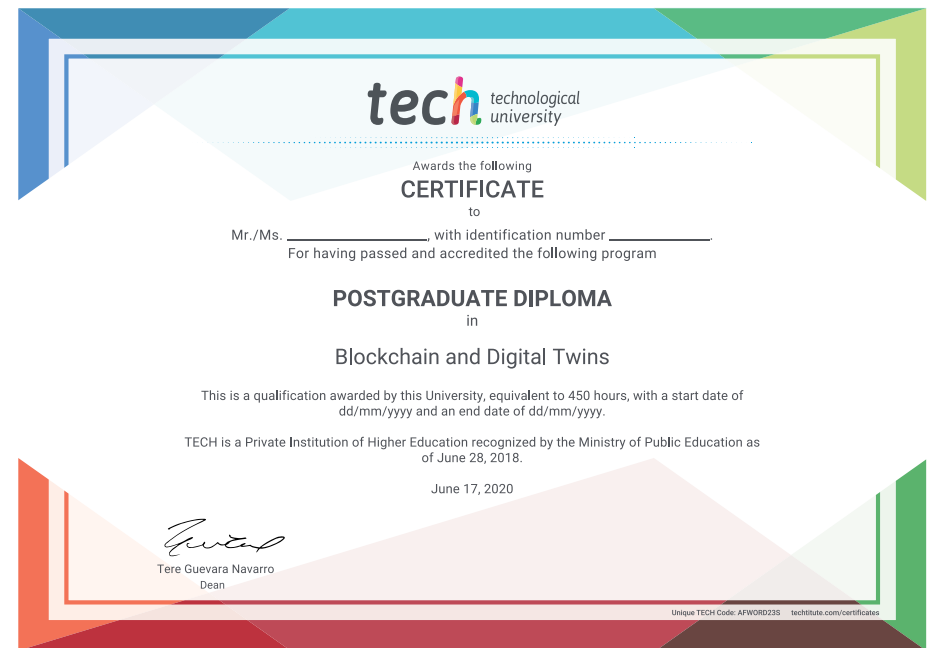 tech technological
university
Awards the following
CERTIFICATE
to
Mr./Ms. ____________________, with identification number ______________.
For having passed and accredited the following program
POSTGRADUATE DIPLOMA
in
Blockchain and Digital Twins
This is a qualification awarded by this University, equivalent to 450 hours, with a start date of
dd/mm/yyyy and an end date of dd/mm/yyyy.
TECH is a Private Institution of Higher Education recognized by the Ministry of Public Education as
of June 28, 2018.
June 17, 2020
Tere Guevara Navarro
Dean
Unique TECH Code: AFWORD23S techtitute.com/certificates